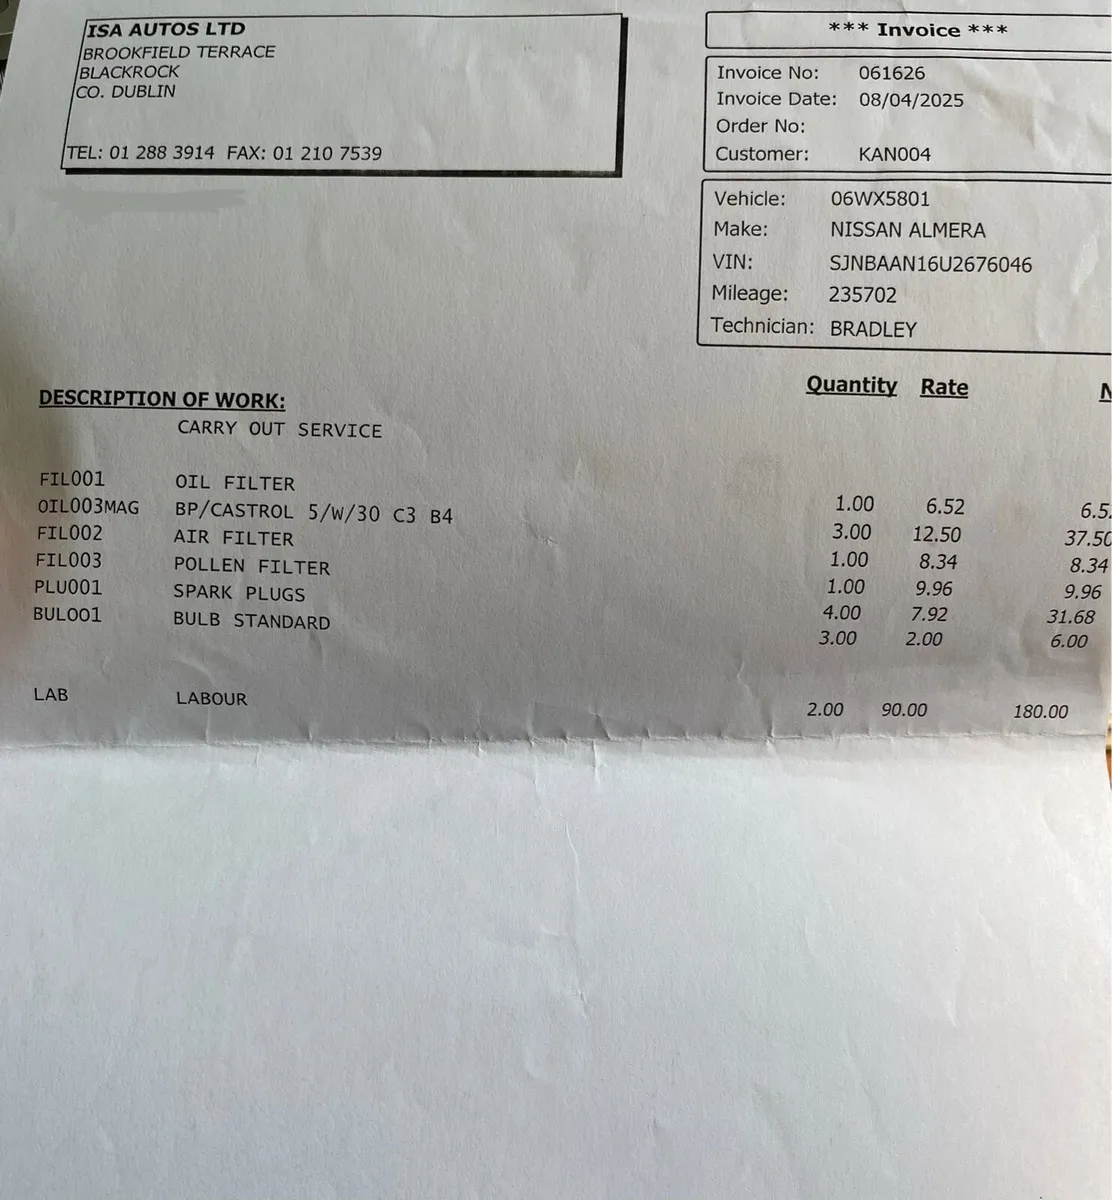 ISA AUTOS LTD
BROOKFIELD TERRACE
BLACKROCK
CO. DUBLIN
TEL: 01 288 3914 FAX: 01 210 7539
*** Invoice ***
Invoice No: 061626
Invoice Date: 08/04/2025
Order No:
Customer: KAN004
Vehicle: 06WX5801
Make: NISSAN ALMERA
VIN: SJNBAAN16U2676046
Mileage: 235702
Technician: BRADLEY
DESCRIPTION OF WORK: Quantity Rate
CARRY OUT SERVICE
FIL001 OIL FILTER 1.00 6.52 6.5
OIL003MAG BP/CASTROL 5/W/30 C3 B4 3.00 12.50 37.50
FIL002 AIR FILTER 1.00 8.34 8.34
FIL003 POLLEN FILTER 1.00 9.96 9.96
PLU001 SPARK PLUGS 4.00 7.92 31.68
BUL001 BULB STANDARD 3.00 2.00 6.00
LAB LABOUR 2.00 90.00 180.00